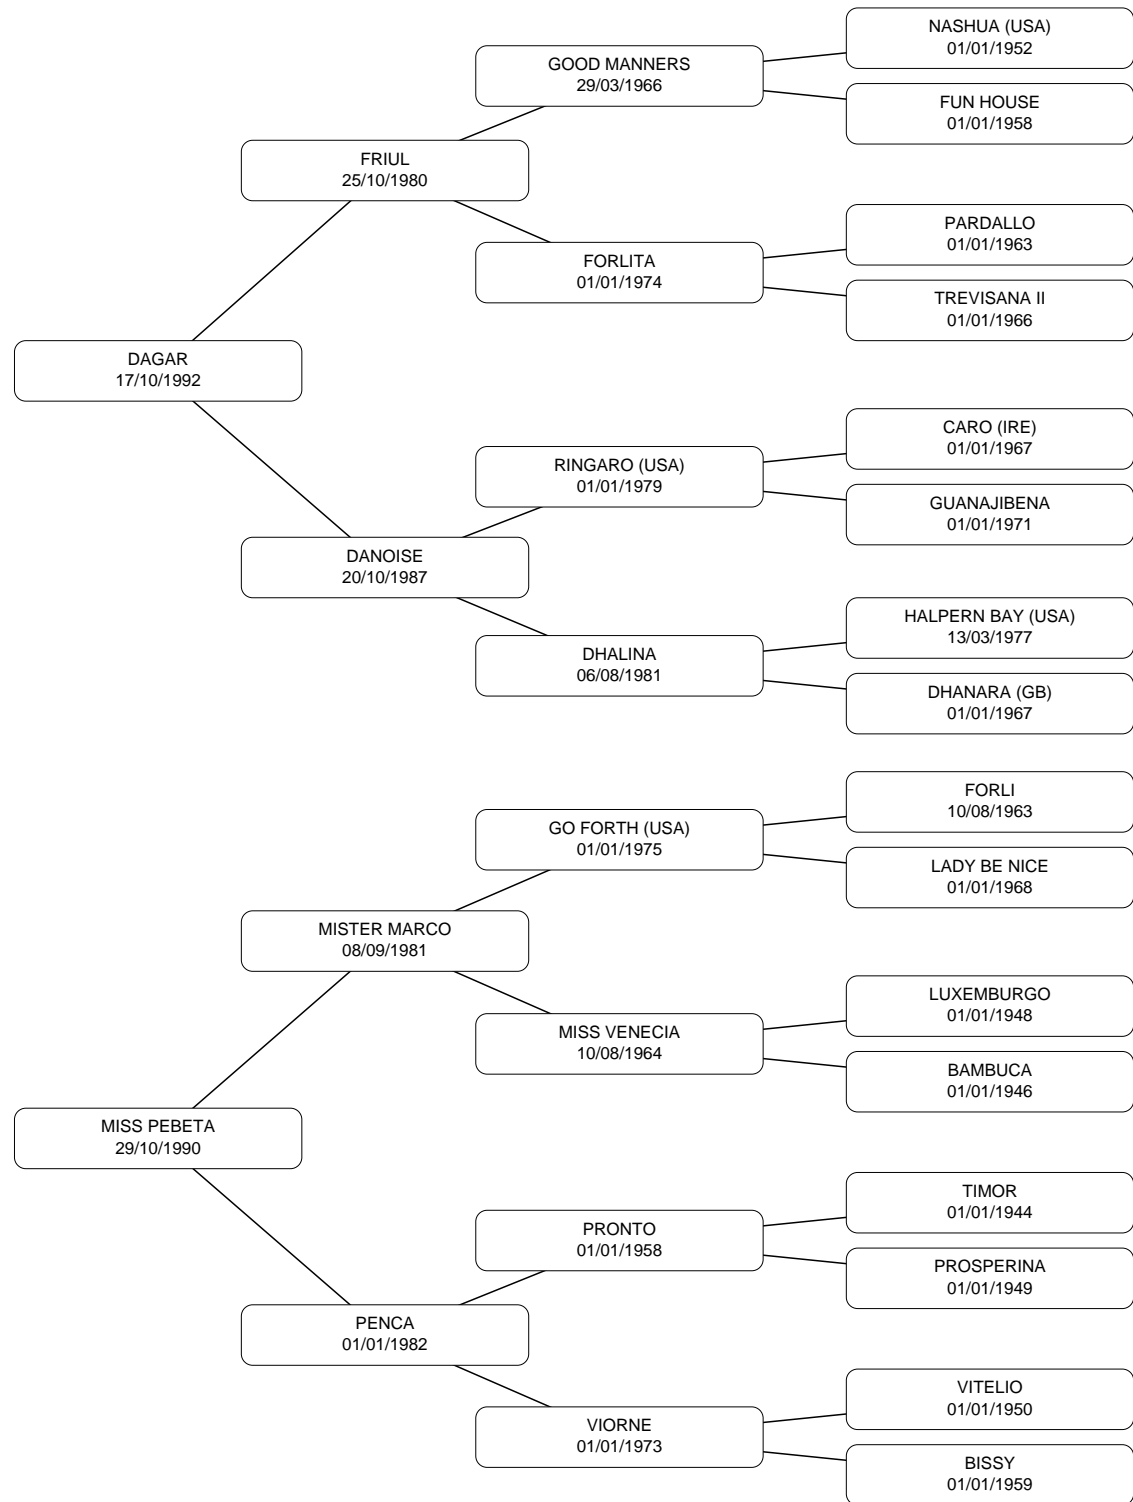 NASHUA (USA)
01/01/1952
GOOD MANNERS
29/03/1966
FUN HOUSE
01/01/1958
FRIUL
25/10/1980
PARDALLO
01/01/1963
FORLITA
01/01/1974
TREVISANA II
01/01/1966
DAGAR
17/10/1992
CARO (IRE)
01/01/1967
RINGARO (USA)
01/01/1979
GUANAJIBENA
01/01/1971
DANOISE
20/10/1987
HALPERN BAY (USA)
13/03/1977
DHALINA
06/08/1981
DHANARA (GB)
01/01/1967
FORLI
10/08/1963
GO FORTH (USA)
01/01/1975
LADY BE NICE
01/01/1968
MISTER MARCO
08/09/1981
LUXEMBURGO
01/01/1948
MISS VENECIA
10/08/1964
BAMBUCA
01/01/1946
MISS PEBETA
29/10/1990
TIMOR
01/01/1944
PRONTO
01/01/1958
PROSPERINA
01/01/1949
PENCA
01/01/1982
VITELIO
01/01/1950
VIORNE
01/01/1973
BISSY
01/01/1959